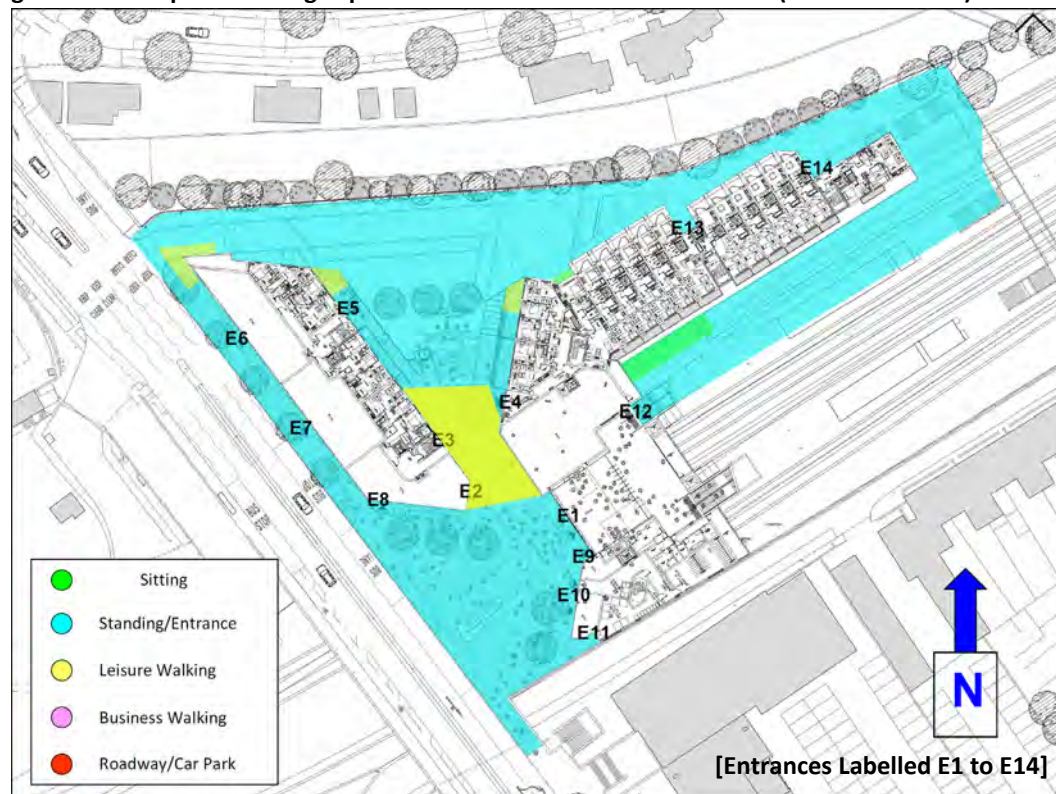 E14
E13
E5
E6
E4
E12
E7
E3
E8
E2
E1
E9
E10
E11
Sitting
Standing/Entrance
Leisure Walking
Business Walking
Roadway/Car Park
N
[Entrances Labelled E1 to E14]